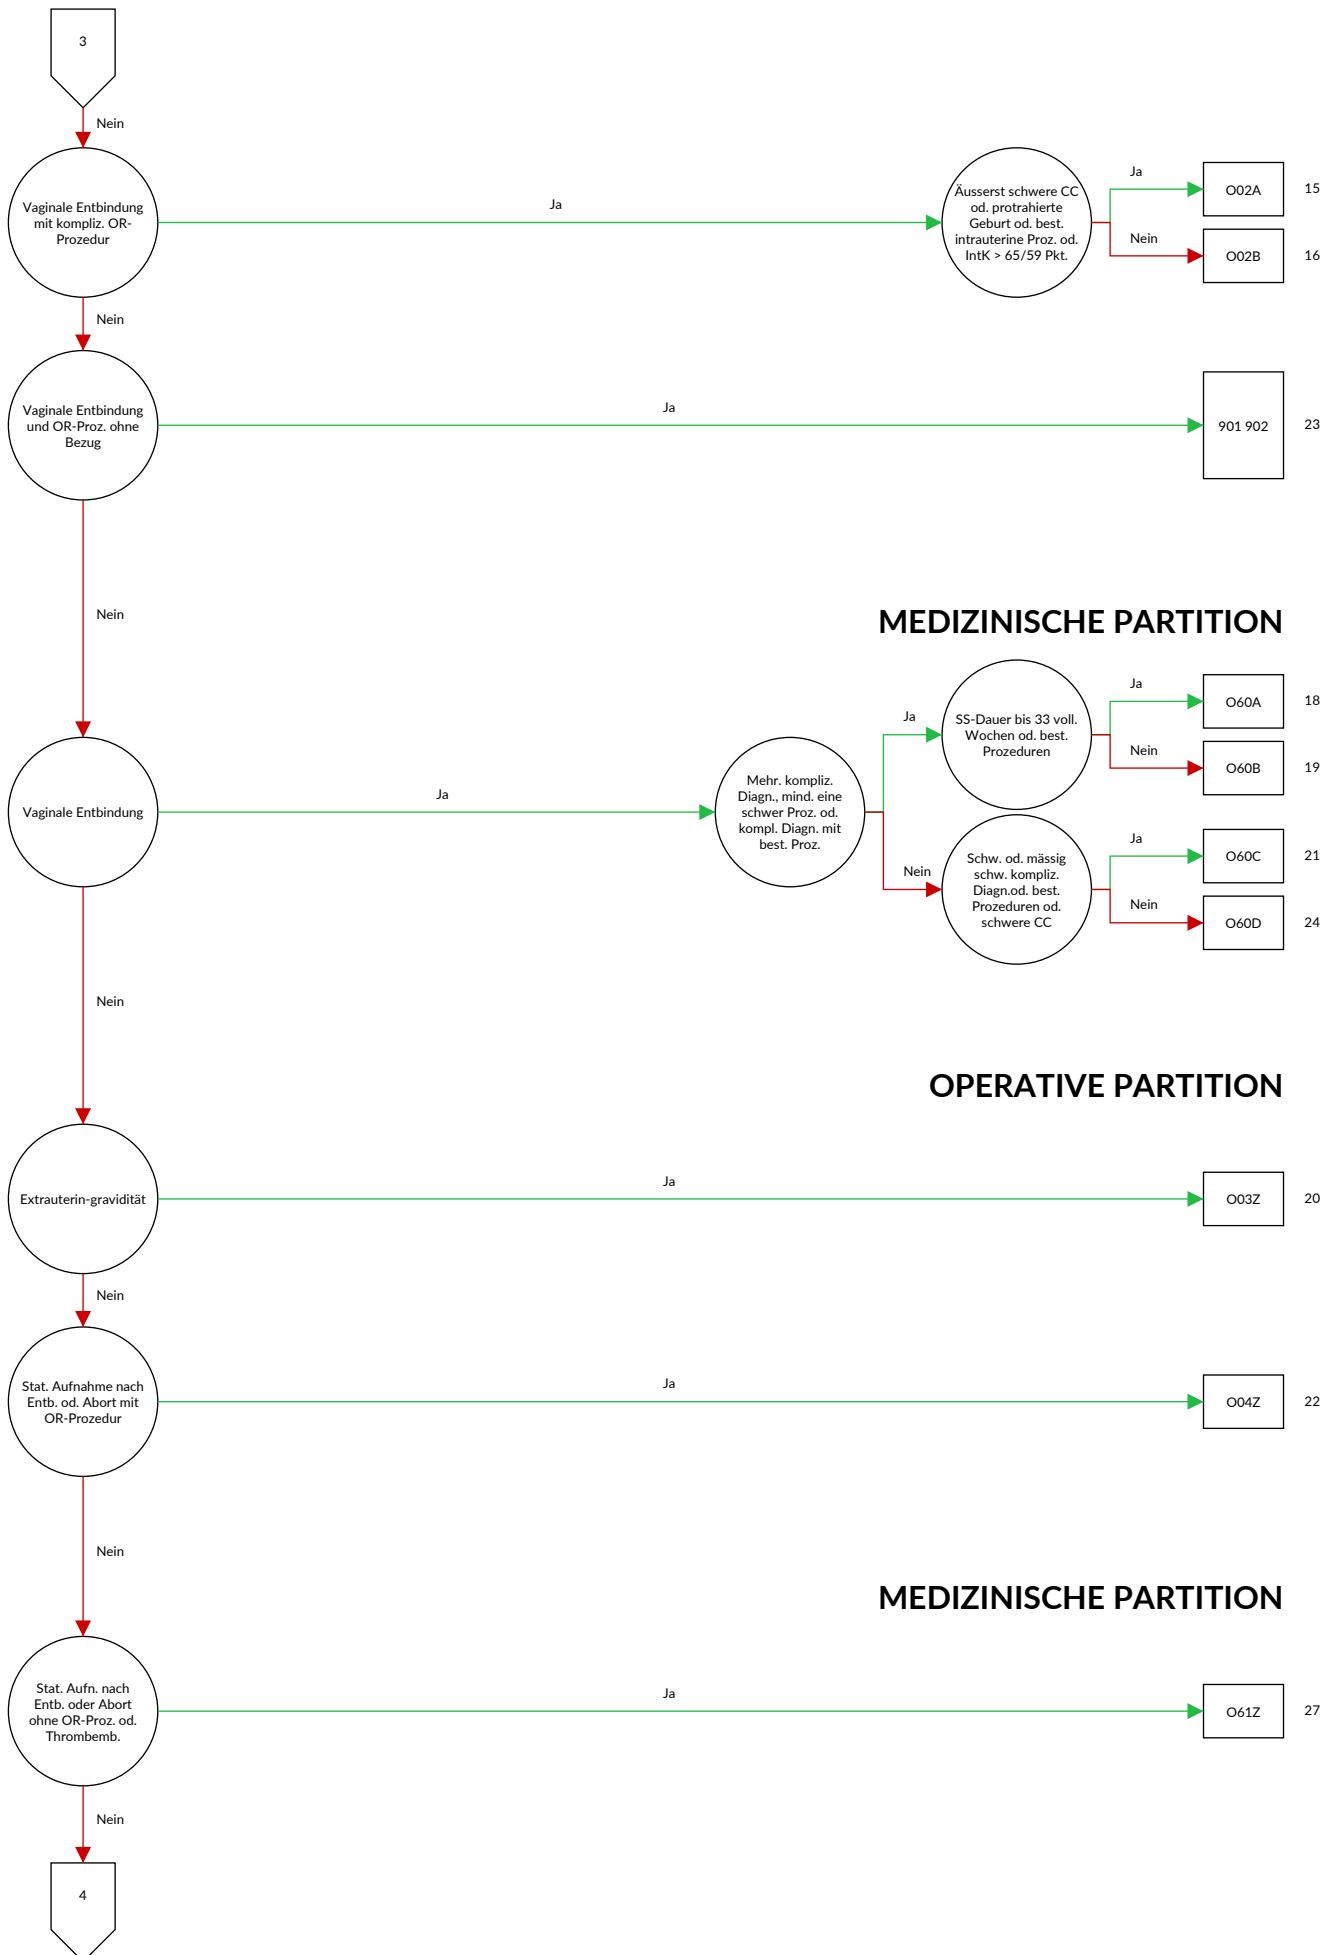 3
Nein
Vaginale Entbindung
mit kompliz. OR-
Prozedur
Ja
Äusserst schwere CC
od. protrahierte
Geburt od. best.
intrauterine Proz. od.
IntK > 65/59 Pkt.
Ja
O02A
15
Nein
O02B
16
Nein
Vaginale Entbindung
und OR-Proz. ohne
Bezug
Ja
901 902
23
Nein
MEDIZINISCHE PARTITION
Vaginale Entbindung
Ja
Mehr. kompliz.
Diagn., mind. eine
schwer Proz. od.
kompl. Diagn. mit
best. Proz.
Ja
SS-Dauer bis 33 voll.
Wochen od. best.
Prozeduren
Ja
O60A
18
Nein
O60B
19
Nein
Schw. od. mässig
schw. kompliz.
Diagn.od. best.
Prozeduren od.
schwere CC
Ja
O60C
21
Nein
O60D
24
Nein
OPERATIVE PARTITION
Extrauterin-gravidität
Ja
O03Z
20
Nein
Stat. Aufnahme nach
Entb. od. Abort mit
OR-Prozedur
Ja
O04Z
22
Nein
MEDIZINISCHE PARTITION
Stat. Aufn. nach
Entb. oder Abort
ohne OR-Proz. od.
Thrombemb.
Ja
O61Z
27
Nein
4